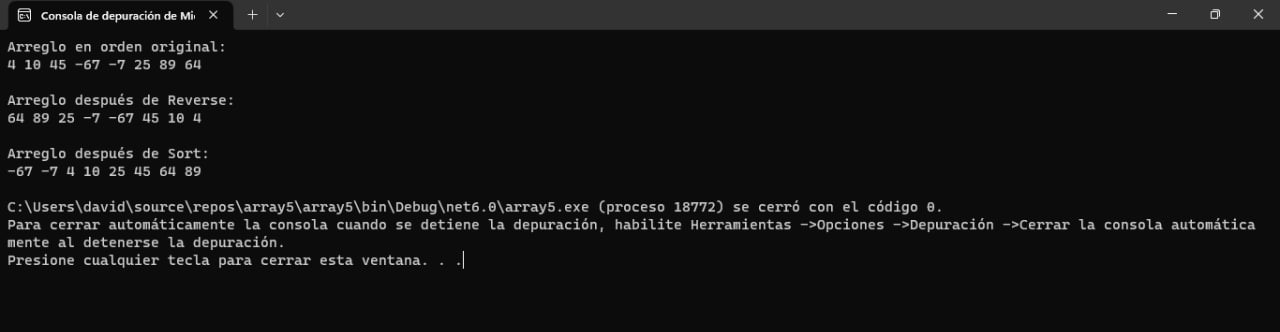 Consola de depuración de Mi
Arreglo en orden original:
4 10 45 -67 -7 25 89 64
Arreglo después de Reverse:
64 89 25 -7 -67 45 10 4
Arreglo después de Sort:
-67 -7 4 10 25 45 64 89
C:\Users\david\source\repos\array5\array5\bin\Debug\net6.0\array5.exe (proceso 18772) se cerró con el código 0.
Para cerrar automáticamente la consola cuando se detiene la depuración, habilite Herramientas ->Opciones ->Depuración ->Cerrar la consola automática
mente al detenerse la depuración.
Presione cualquier tecla para cerrar esta ventana. . .